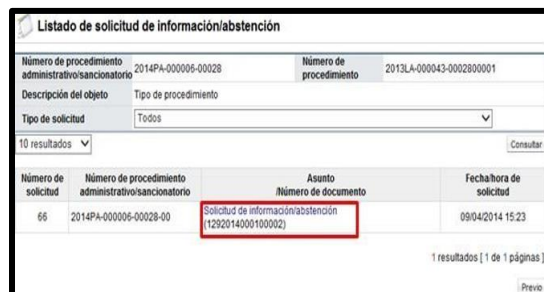 Listado de solicitud de información/abstención
Número de procedimiento administrativo/sancionatorio 2014PA-000006-00028 Número de procedimiento 2013LA-000043-0002800001
Descripción del objeto Tipo de procedimiento
Tipo de solicitud Todos
10 resultados Consultar
Número de solicitud Número de procedimiento administrativo/sancionatorio Asunto /Número de documento Fecha/hora de solicitud
66 2014PA-000006-00028-00 Solicitud de información/abstención (1292014000100002) 09/04/2014 15:23
1 resultados [ 1 de 1 páginas ]
Previo